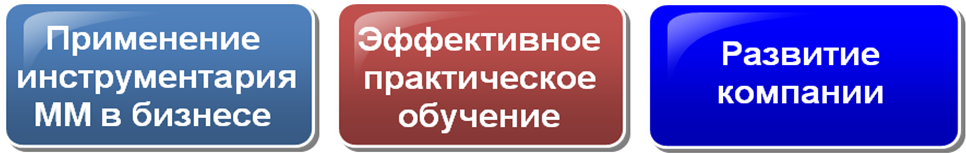 Применение
инструментария
ММ в бизнесе
Эффективное
практическое
обучение
Развитие
компании